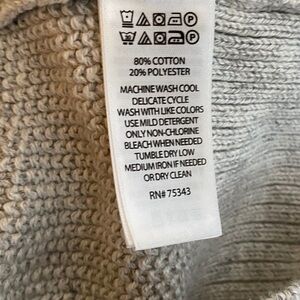 80% COTTON
20% POLYESTER
MACHINE WASH COOL
DELICATE CYCLE
WASH WITH LIKE COLORS
USE MILD DETERGENT
ONLY NON-CHLORINE
BLEACH WHEN NEEDED
TUMBLE DRY LOW
MEDIUM IRON IF NEEDED
OR DRY CLEAN
RN# 75343